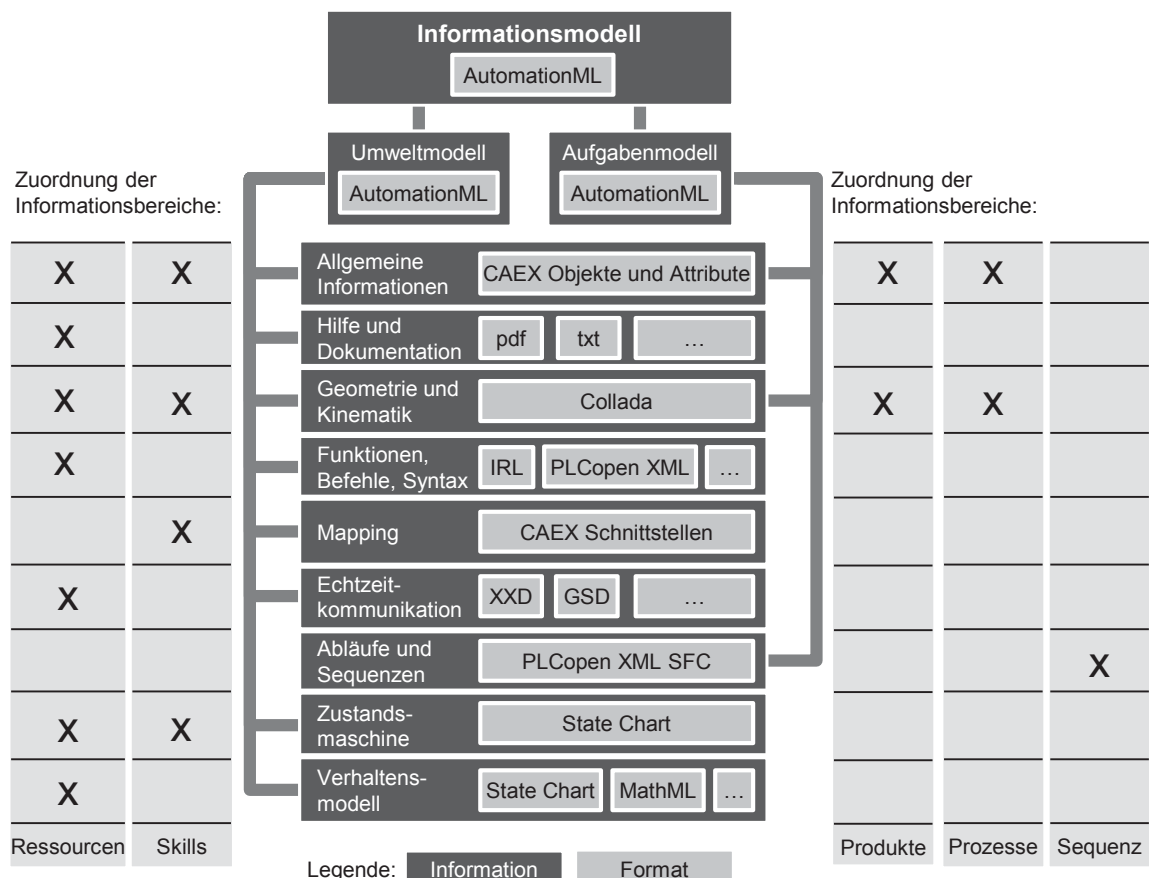 Informationsmodell
AutomationML
Umweltmodell
AutomationML
Aufgabenmodell
AutomationML
Zuordnung der
Informationsbereiche:
Zuordnung der
Informationsbereiche:
X X
Allgemeine
Informationen
CAEX Objekte und Attribute
X X
X
Hilfe und
Dokumentation
pdf
txt
…
X X
Geometrie und
Kinematik
Collada
X X
X
Funktionen,
Befehle, Syntax
IRL
PLCopen XML
…
X
Mapping
CAEX Schnittstellen
X
Echtzeit-
kommunikation
XXD
GSD
…
Abläufe und
Sequenzen
PLCopen XML SFC
X
X X
Zustands-
maschine
State Chart
X
Verhaltens-
modell
State Chart
MathML
…
Ressourcen
Skills
Produkte
Prozesse
Sequenz
Legende:
Information
Format